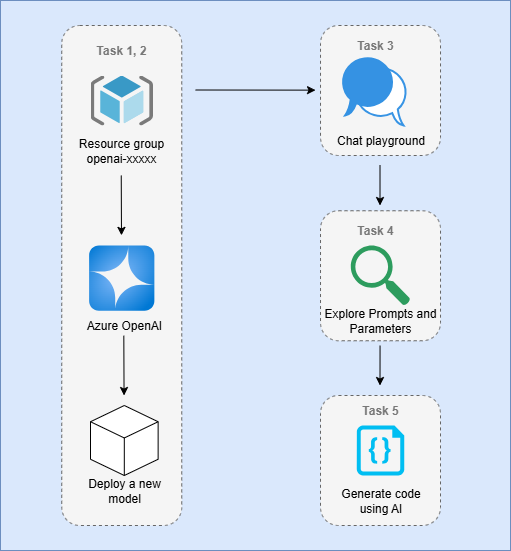 Task 1, 2
Resource group
openai-xxxxx
Azure OpenAI
Deploy a new
model
Task 3
Chat playground
Task 4
Explore Prompts and
Parameters
Task 5
{}
Generate code
using AI